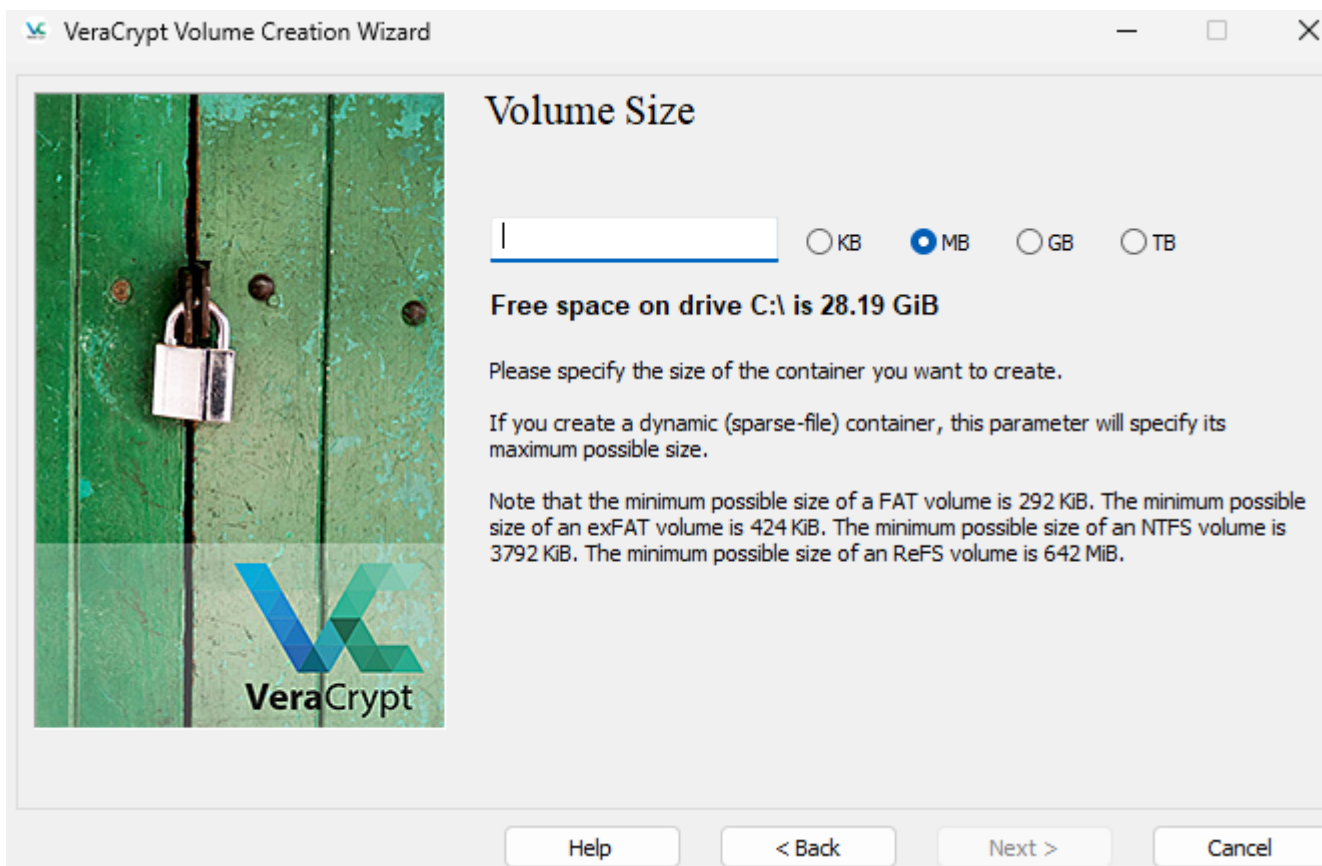 VeraCrypt Volume Creation Wizard
Volume Size
KB MB GB TB
Free space on drive C:\ is 28.19 GiB
Please specify the size of the container you want to create.
If you create a dynamic (sparse-file) container, this parameter will specify its
maximum possible size.
Note that the minimum possible size of a FAT volume is 292 KiB. The minimum possible
size of an exFAT volume is 424 KiB. The minimum possible size of an NTFS volume is
3792 KiB. The minimum possible size of an ReFS volume is 642 MiB.
VeraCrypt
Help < Back Next > Cancel